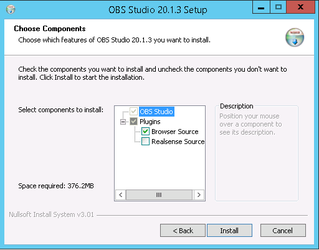 OBS Studio 20.1.3 Setup
Choose Components
Choose which features of OBS Studio 20.1.3 you want to install.
Check the components you want to install and uncheck the components you don't want to
install. Click Install to start the installation.
Select components to install:
OBS Studio
Plugins
Browser Source
Realsense Source
Description
Position your mouse
over a component to
see its description.
Space required: 376.2MB
Nullsoft Install System v3.01
< Back
Install
Cancel